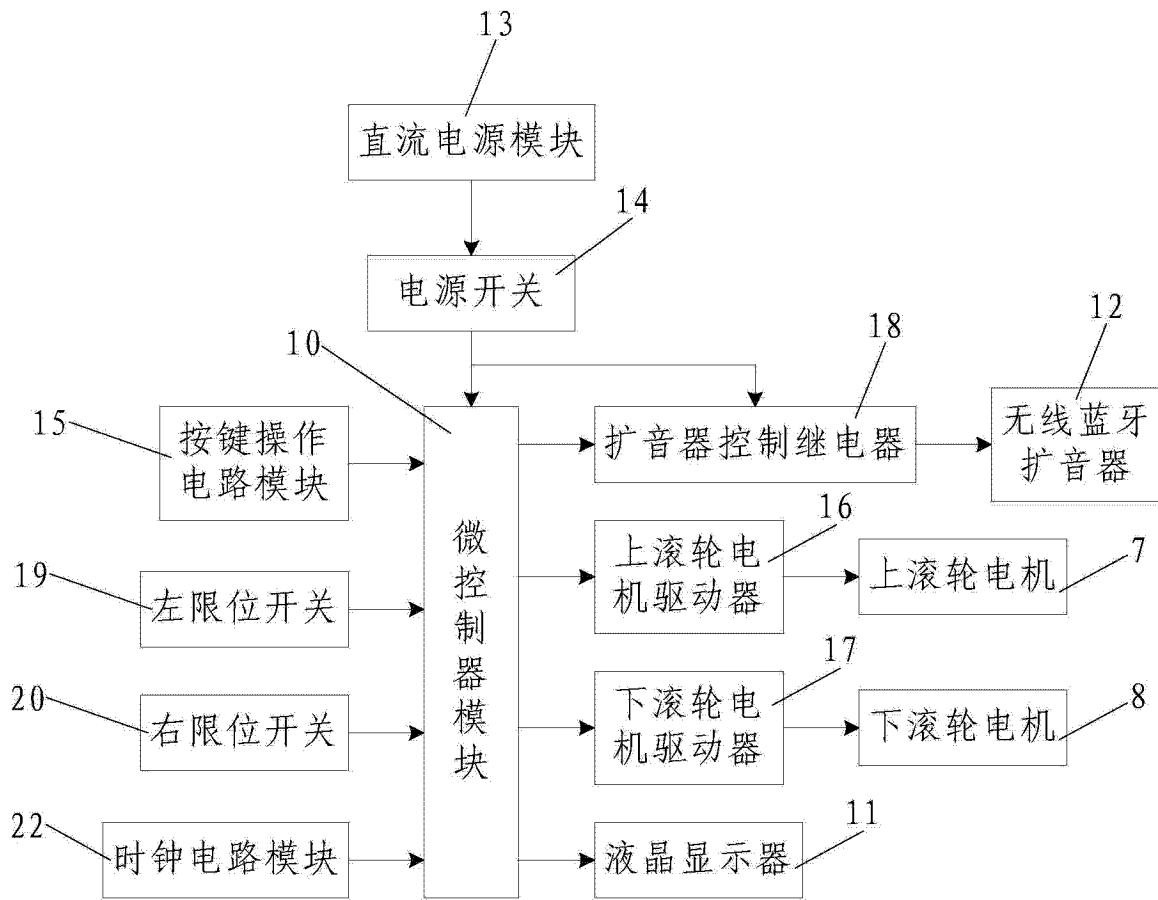 13
直流电源模块
14
电源开关
12
18
10
15
按键操作
电路模块
扩音器控制继电器
无线蓝牙
扩音器
16
微控制器模块
上滚轮电
机驱动器
7
上滚轮电机
19
左限位开关
17
20
右限位开关
下滚轮电
机驱动器
8
下滚轮电机
22
时钟电路模块
11
液晶显示器